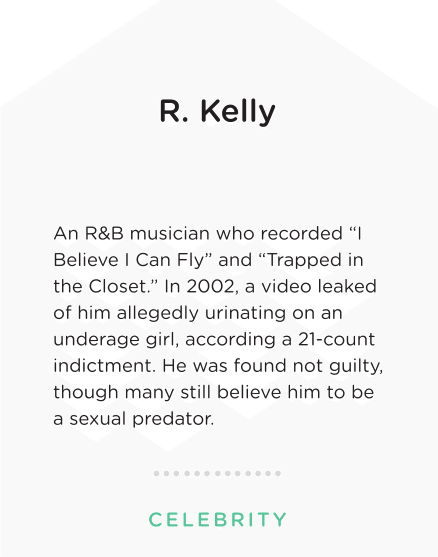 R. Kelly
An R&B musician who recorded “I
Believe I Can Fly” and “Trapped in
the Closet.” In 2002, a video leaked
of him allegedly urinating on an
underage girl, according a 21-count
indictment. He was found not guilty,
though many still believe him to be
a sexual predator.
CELEBRITY